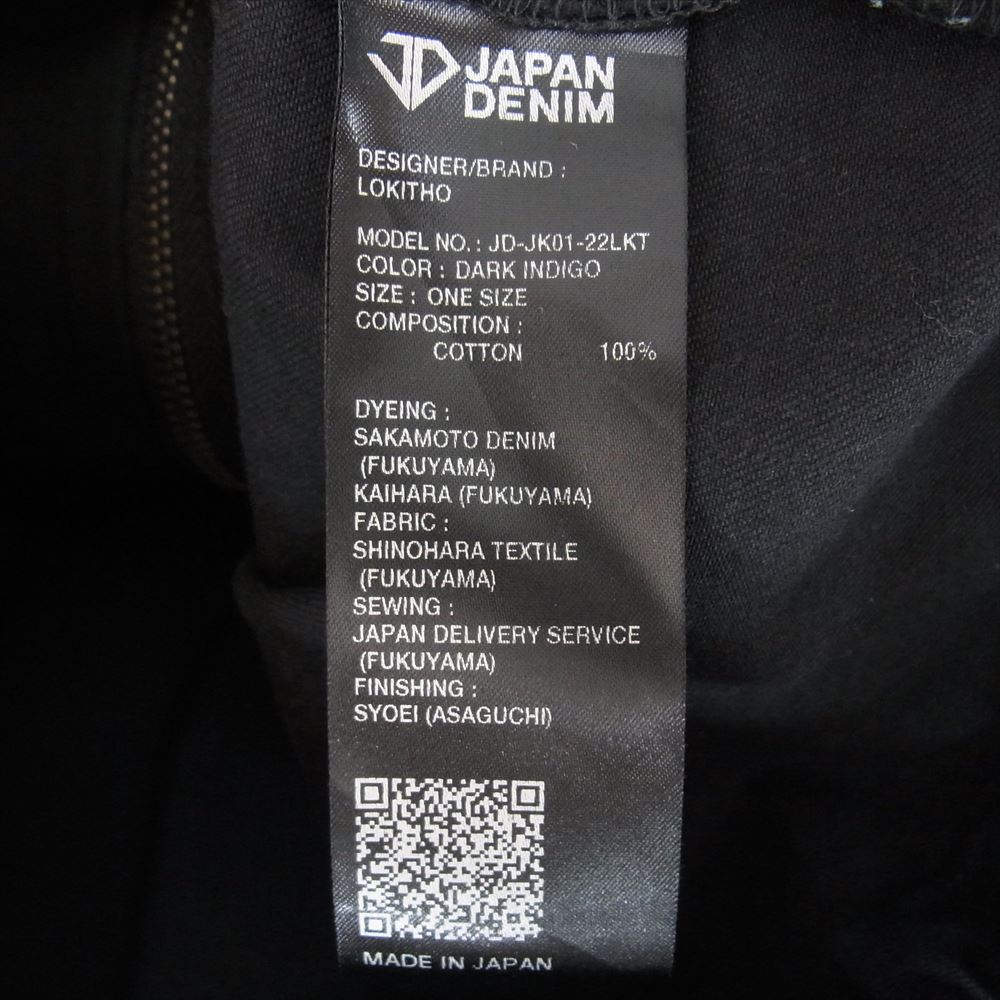 JD JAPAN
DENIM
DESIGNER/BRAND :
LOKITHO
MODEL NO. : JD-JK01-22LKT
COLOR : DARK INDIGO
SIZE : ONE SIZE
COMPOSITION :
COTTON 100%
DYEING :
SAKAMOTO DENIM
(FUKUYAMA)
KAIHARA (FUKUYAMA)
FABRIC :
SHINOHARA TEXTILE
(FUKUYAMA)
SEWING :
JAPAN DELIVERY SERVICE
(FUKUYAMA)
FINISHING :
SYOEI (ASAGUCHI)
MADE IN JAPAN